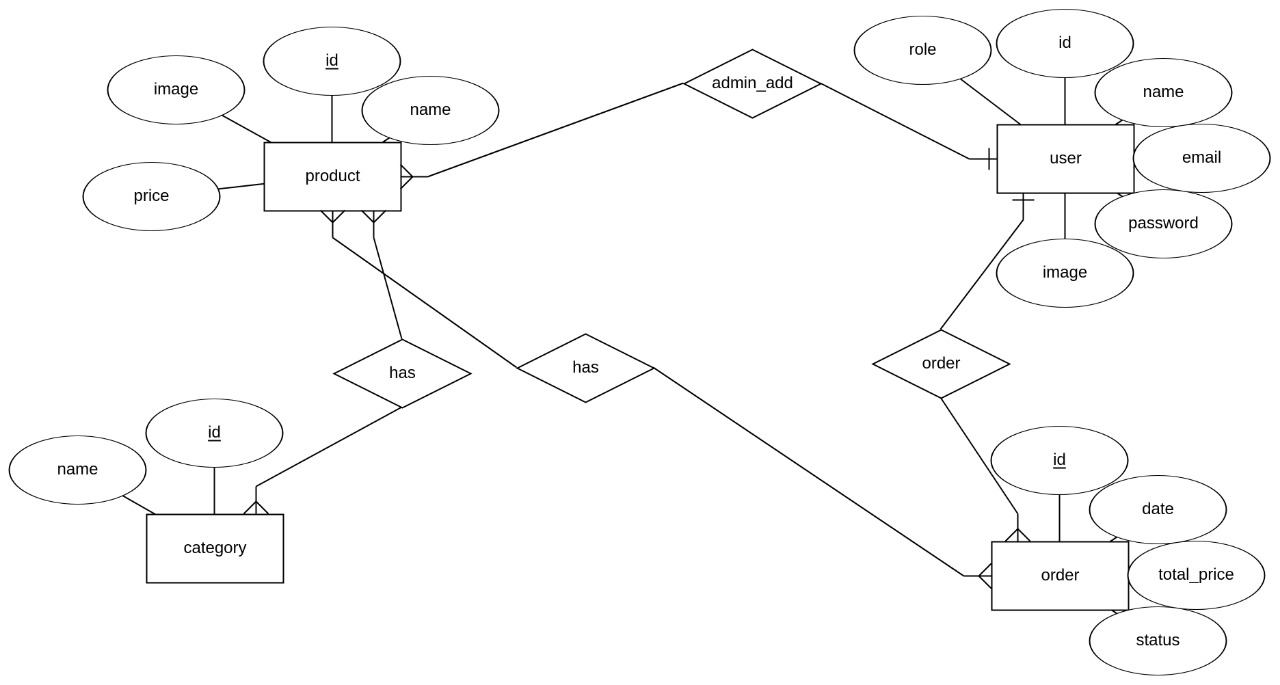 role
id
id
image
name
admin_add
name
product
user
email
price
password
image
has
has
order
name
id
id
date
category
order
total_price
status